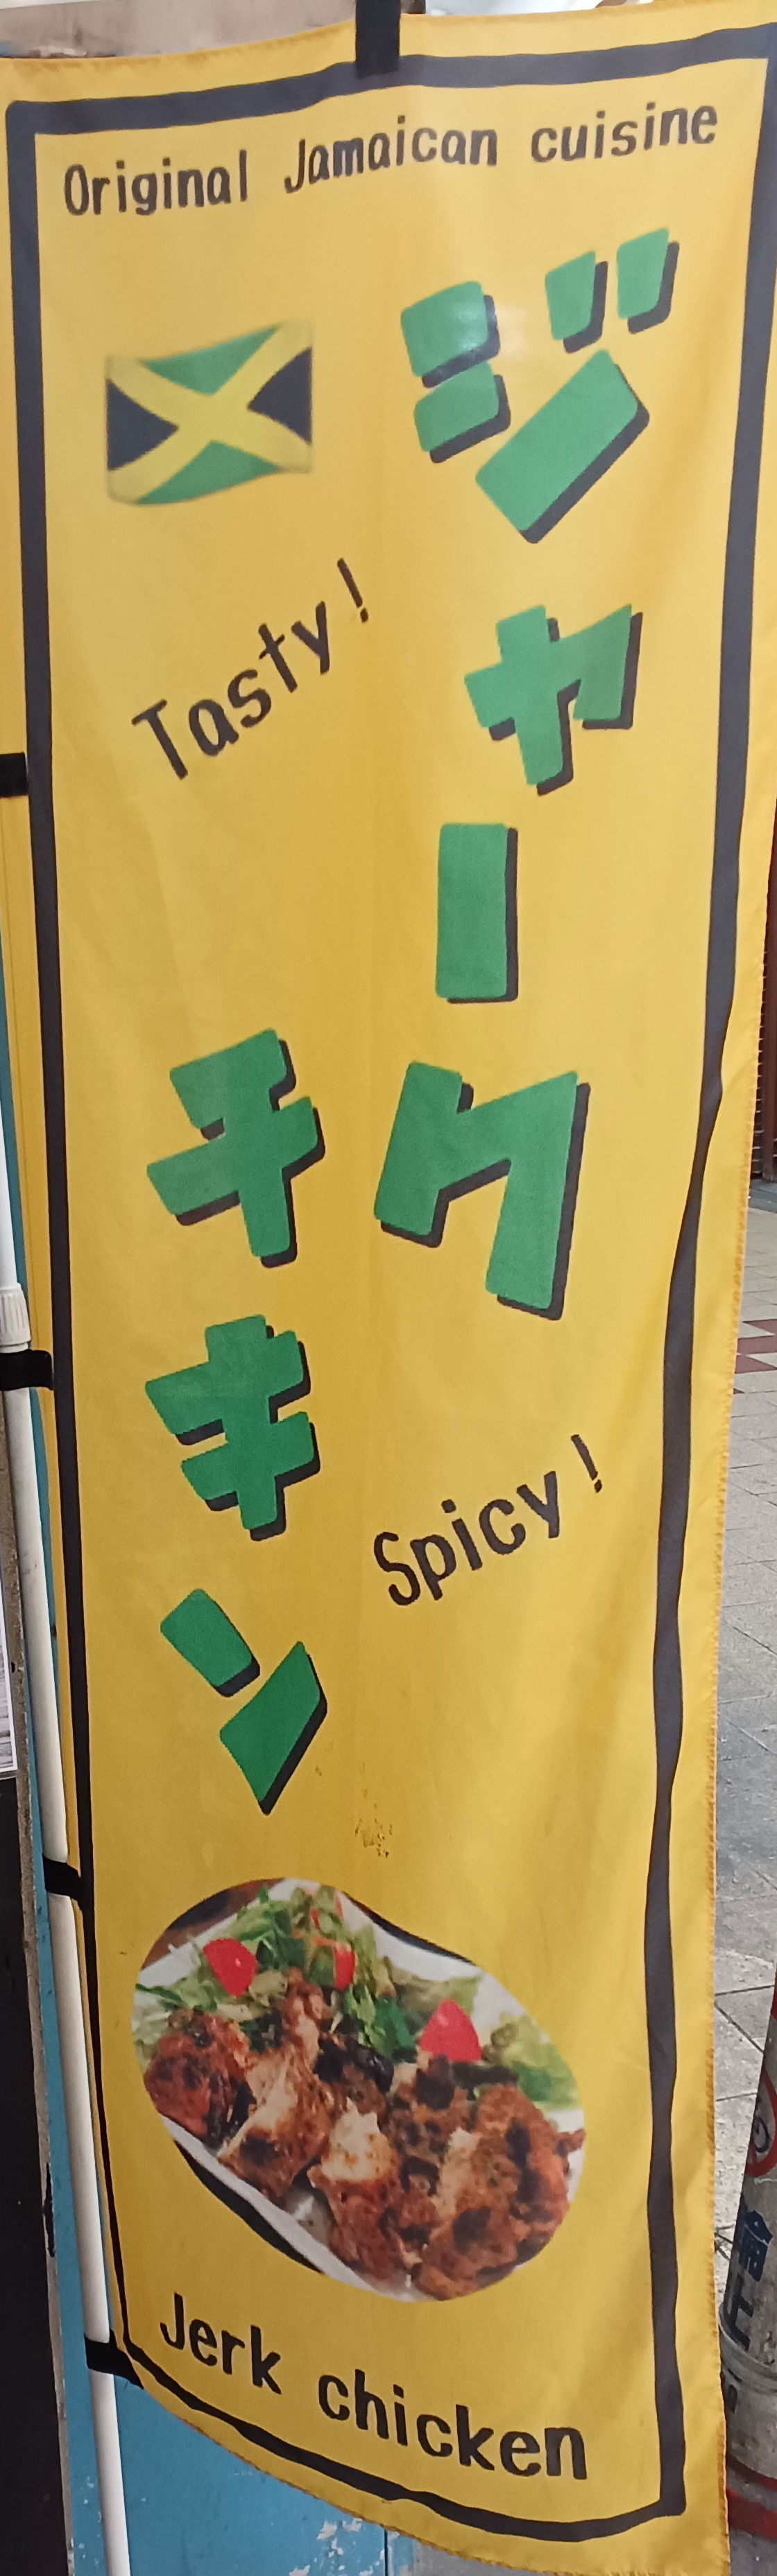 Original Jamaican cuisine
ジャーク
Tasty!
チキン
Spicy!
Jerk chicken